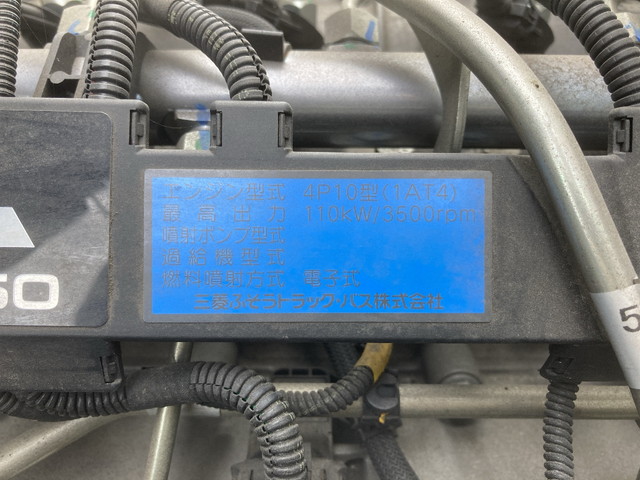 エンジン型式 4P10型(1AT4)
最高出力 110kW/3500rpm
噴射ポンプ型式
過給機型式
燃料噴射方式 電子式
三菱ふそうトラック・バス株式会社
50
5